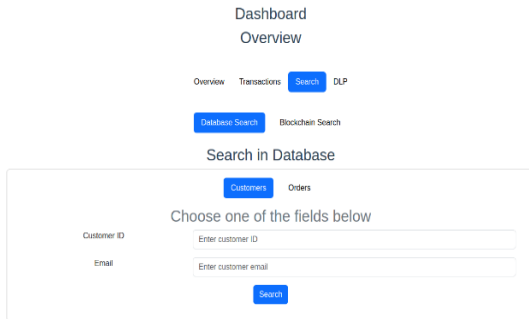 Dashboard
Overview
Overview Transactions Search DLP
Database Search Blockchain Search
Search in Database
Customers Orders
Choose one of the fields below
Customer ID Enter customer ID
Email Enter customer email
Search